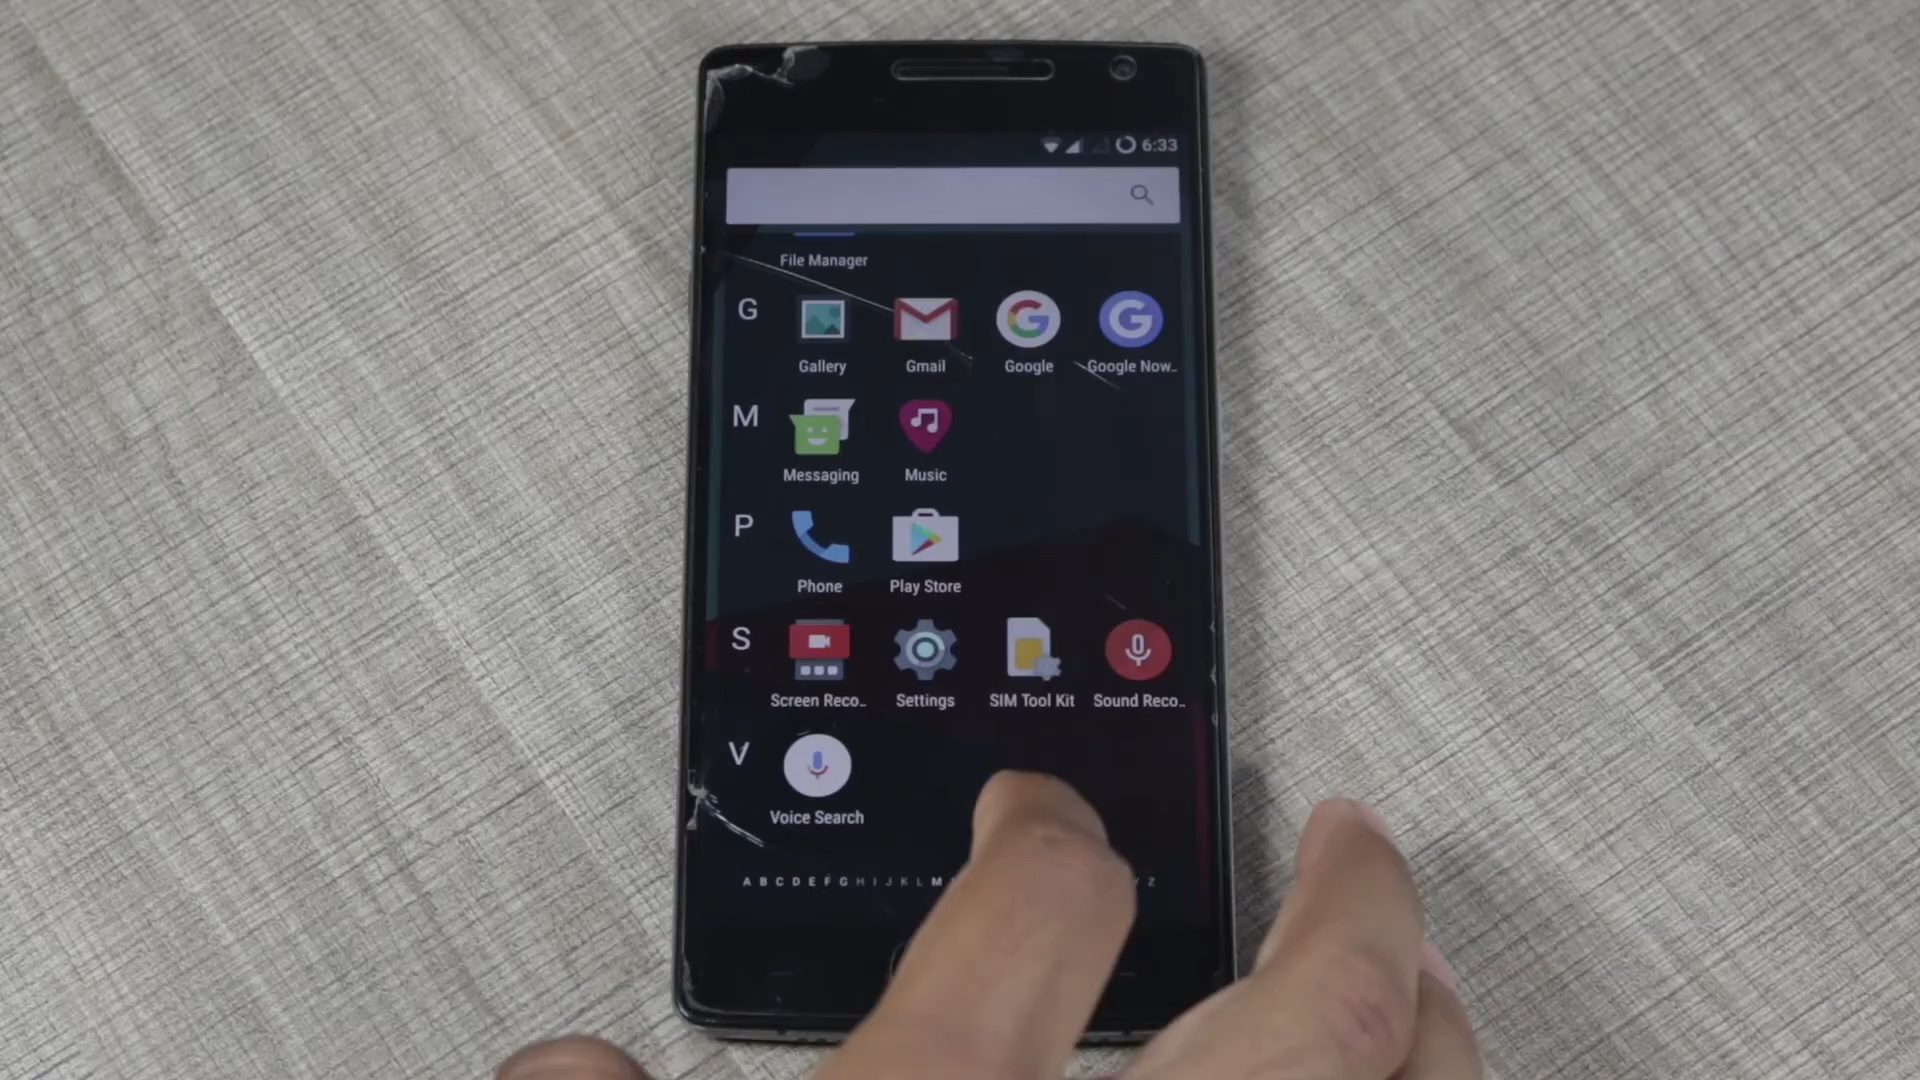 6:33
File Manager
G
Gallery Gmail Google Google Now..
M
Messaging Music
P
Phone Play Store
S
Screen Reco.. Settings SIM Tool Kit Sound Reco..
V
Voice Search
A B C D E F G H I J K L M Z